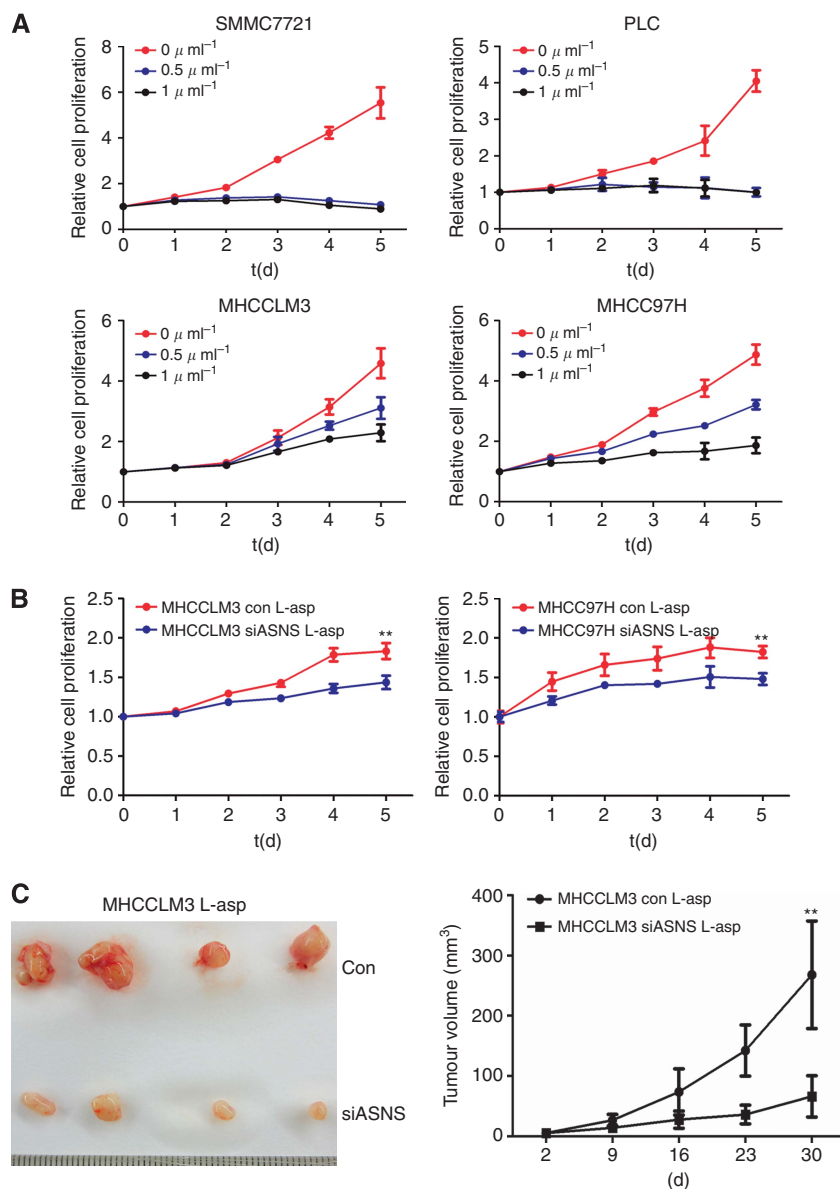 A
SMMC7721
Relative cell proliferation
8
6
4
2
0
0 μ ml⁻¹
0.5 μ ml⁻¹
1 μ ml⁻¹
0 1 2 3 4 5
t(d)
PLC
Relative cell proliferation
5
4
3
2
1
0
0 μ ml⁻¹
0.5 μ ml⁻¹
1 μ ml⁻¹
0 1 2 3 4 5
t(d)
MHCCLM3
Relative cell proliferation
6
4
2
0
0 μ ml⁻¹
0.5 μ ml⁻¹
1 μ ml⁻¹
0 1 2 3 4 5
t(d)
MHCC97H
Relative cell proliferation
6
4
2
0
0 μ ml⁻¹
0.5 μ ml⁻¹
1 μ ml⁻¹
0 1 2 3 4 5
t(d)
B
Relative cell proliferation
2.5
2.0
1.5
1.0
0.5
0.0
MHCCLM3 con L-asp
MHCCLM3 siASNS L-asp
**
0 1 2 3 4 5
t(d)
Relative cell proliferation
2.5
2.0
1.5
1.0
0.5
0.0
MHCC97H con L-asp
MHCC97H siASNS L-asp
**
0 1 2 3 4 5
t(d)
C
MHCCLM3 L-asp
Con
siASNS
Tumour volume (mm³)
400
300
200
100
0
MHCCLM3 con L-asp
MHCCLM3 siASNS L-asp
**
2 9 16 23 30
(d)